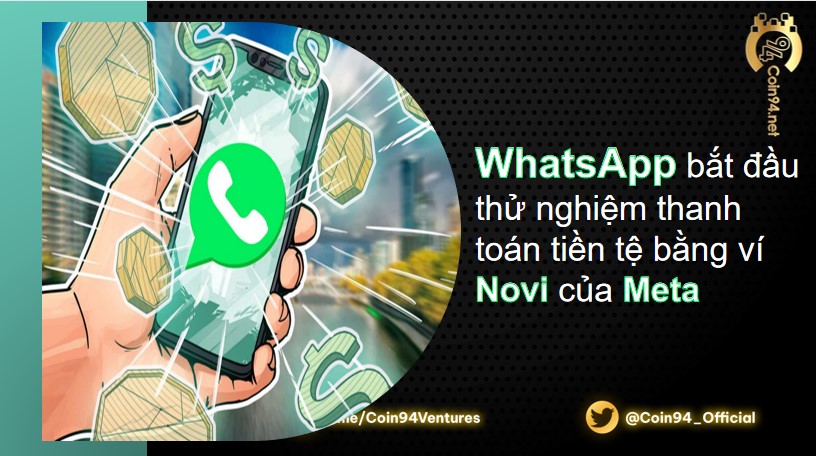 Coin94.net
WhatsApp bắt đầu
thử nghiệm thanh
toán tiền tệ bằng ví
Novi của Meta
me/Coin94Ventures
@Coin94_Official